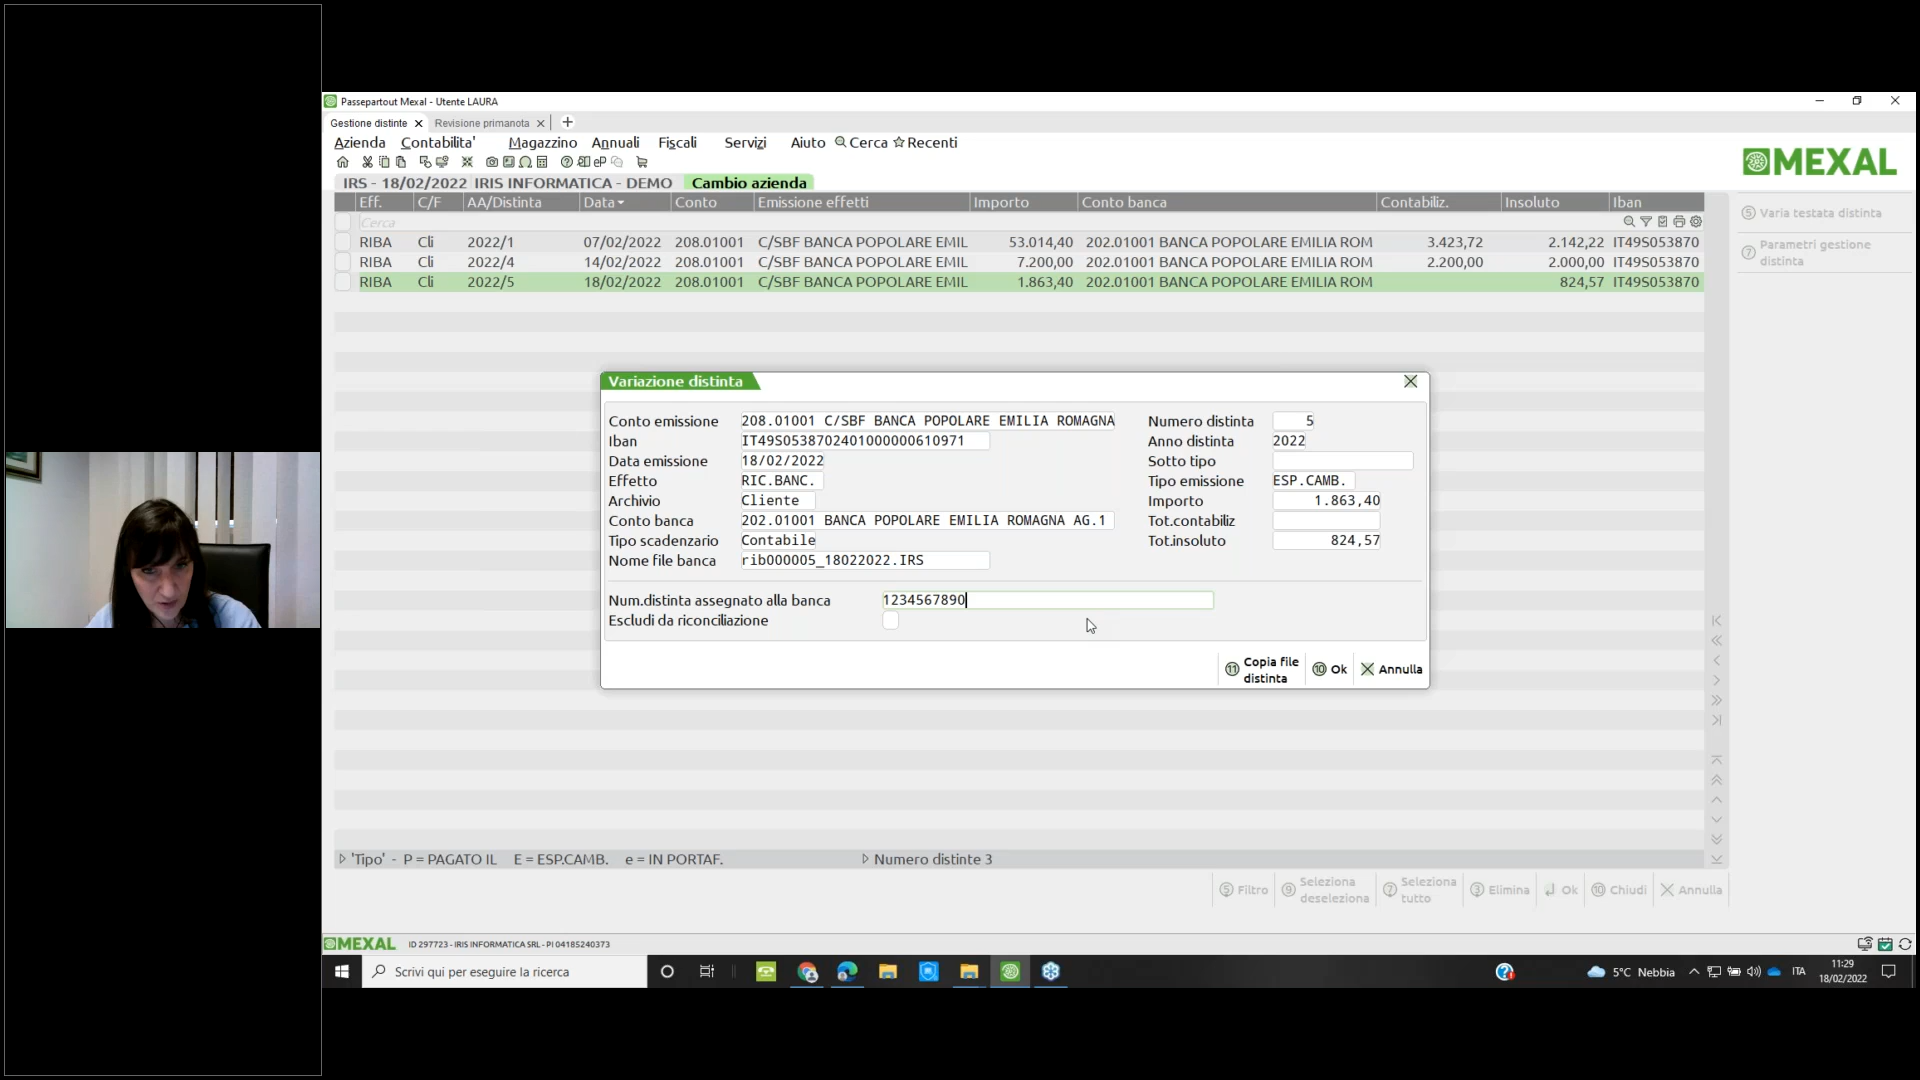 Passepartout Mexal - Utente LAURA
Gestione distinte
Revisione primanota
Azienda Contabilita' Magazzino Annuali Fiscali Servizi Aiuto Cerca Recenti
MEXAL
IRS - 18/02/2022 IRIS INFORMATICA - DEMO Cambio azienda
Eff. C/F AA/Distinta Data Conto Emissione effetti Importo Conto banca Contabiliz. Insoluto Iban
Cerca
RIBA Cli 2022/1 07/02/2022 208.01001 C/SBF BANCA POPOLARE EMIL 53.014,40 202.01001 BANCA POPOLARE EMILIA ROM 3.423,72 2.142,22 IT49S053870
RIBA Cli 2022/4 14/02/2022 208.01001 C/SBF BANCA POPOLARE EMIL 7.200,00 202.01001 BANCA POPOLARE EMILIA ROM 2.200,00 2.000,00 IT49S053870
RIBA Cli 2022/5 18/02/2022 208.01001 C/SBF BANCA POPOLARE EMIL 1.863,40 202.01001 BANCA POPOLARE EMILIA ROM 824,57 IT49S053870
5 Varia testata distinta
7 Parametri gestione
distinta
Variazione distinta
Conto emissione 208.01001 C/SBF BANCA POPOLARE EMILIA ROMAGNA Numero distinta 5
Iban IT49S0538702401000000610971 Anno distinta 2022
Data emissione 18/02/2022 Sotto tipo
Effetto RIC.BANC. Tipo emissione ESP.CAMB.
Archivio Cliente Importo 1.863,40
Conto banca 202.01001 BANCA POPOLARE EMILIA ROMAGNA AG.1 Tot.contabiliz
Tipo scadenzario Contabile Tot.insoluto 824,57
Nome file banca rib000005_18022022.IRS
Num.distinta assegnato alla banca 1234567890
Escludi da riconciliazione
11 Copia file
distinta
10 Ok
Annulla
'Tipo' - P = PAGATO IL E = ESP.CAMB. e = IN PORTAF. Numero distinte 3
5 Filtro
9 Seleziona
deseleziona
7 Seleziona
tutto
3 Elimina
Ok
10 Chiudi
Annulla
MEXAL ID 297723 - IRIS INFORMATICA SRL - PI 04185240373
Scrivi qui per eseguire la ricerca
5°C Nebbia
ITA
11:29
18/02/2022